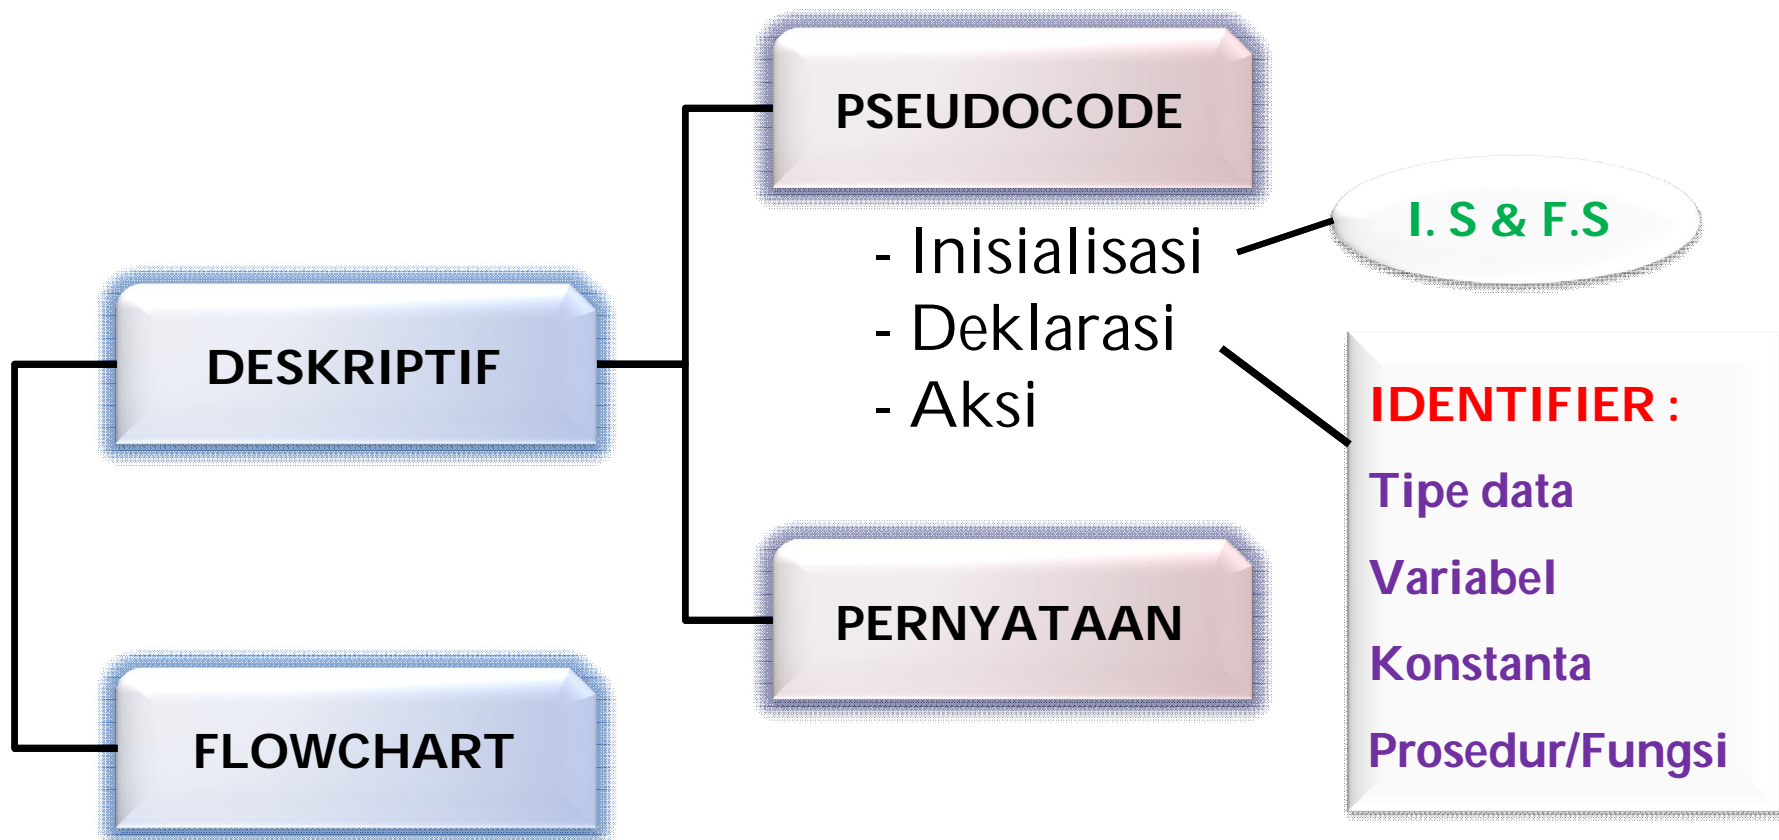 PSEUDOCODE
- Inisialisasi
- Deklarasi
- Aksi
I. S & F.S
DESKRIPTIF
IDENTIFIER :
Tipe data
Variabel
Konstanta
Prosedur/Fungsi
PERNYATAAN
FLOWCHART